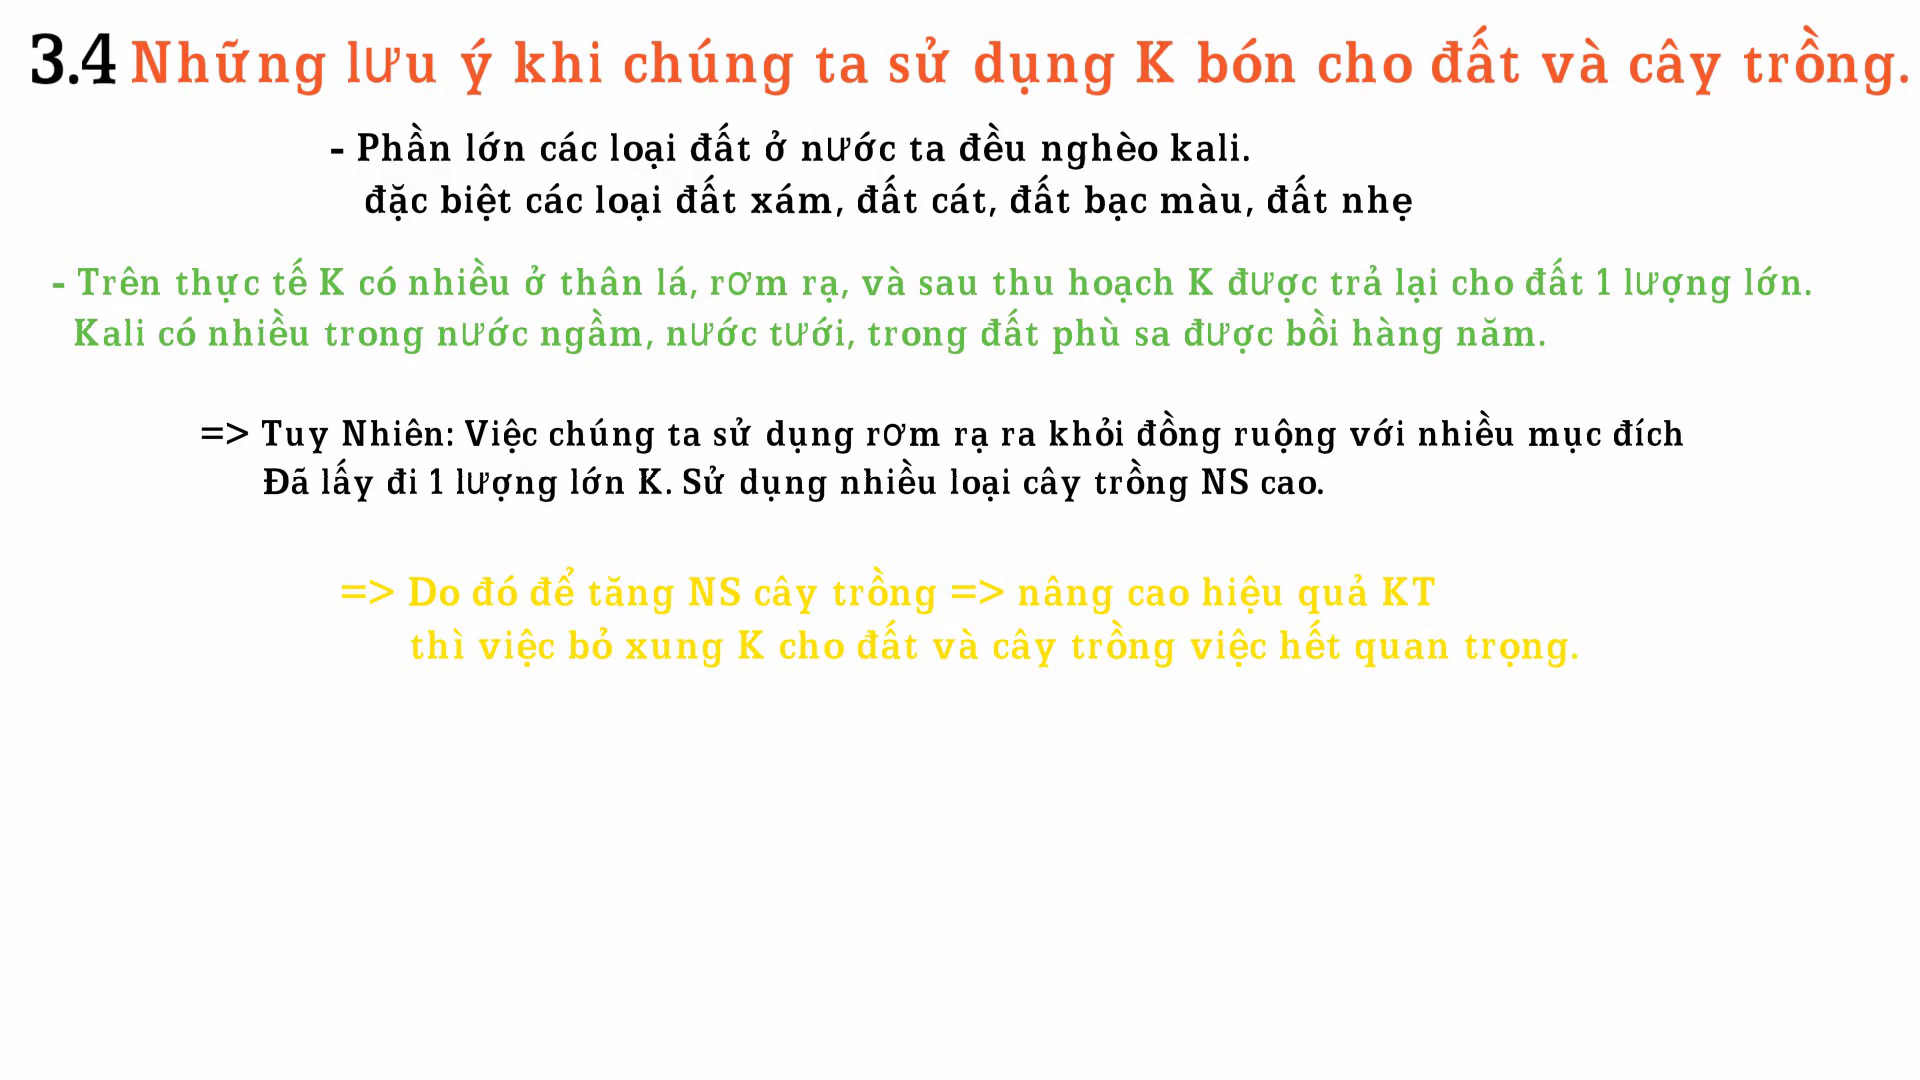 3.4 Những lưu ý khi chúng ta sử dụng K bón cho đất và cây trồng.
- Phần lớn các loại đất ở nước ta đều nghèo kali.
đặc biệt các loại đất xám, đất cát, đất bạc màu, đất nhẹ
- Trên thực tế K có nhiều ở thân lá, rơm rạ, và sau thu hoạch K được trả lại cho đất 1 lượng lớn.
Kali có nhiều trong nước ngầm, nước tưới, trong đất phù sa được bồi hàng năm.
=> Tuy Nhiên: Việc chúng ta sử dụng rơm rạ ra khỏi đồng ruộng với nhiều mục đích
Đã lấy đi 1 lượng lớn K. Sử dụng nhiều loại cây trồng NS cao.
=> Do đó để tăng NS cây trồng => nâng cao hiệu quả KT
thì việc bỏ xung K cho đất và cây trồng việc hết quan trọng.